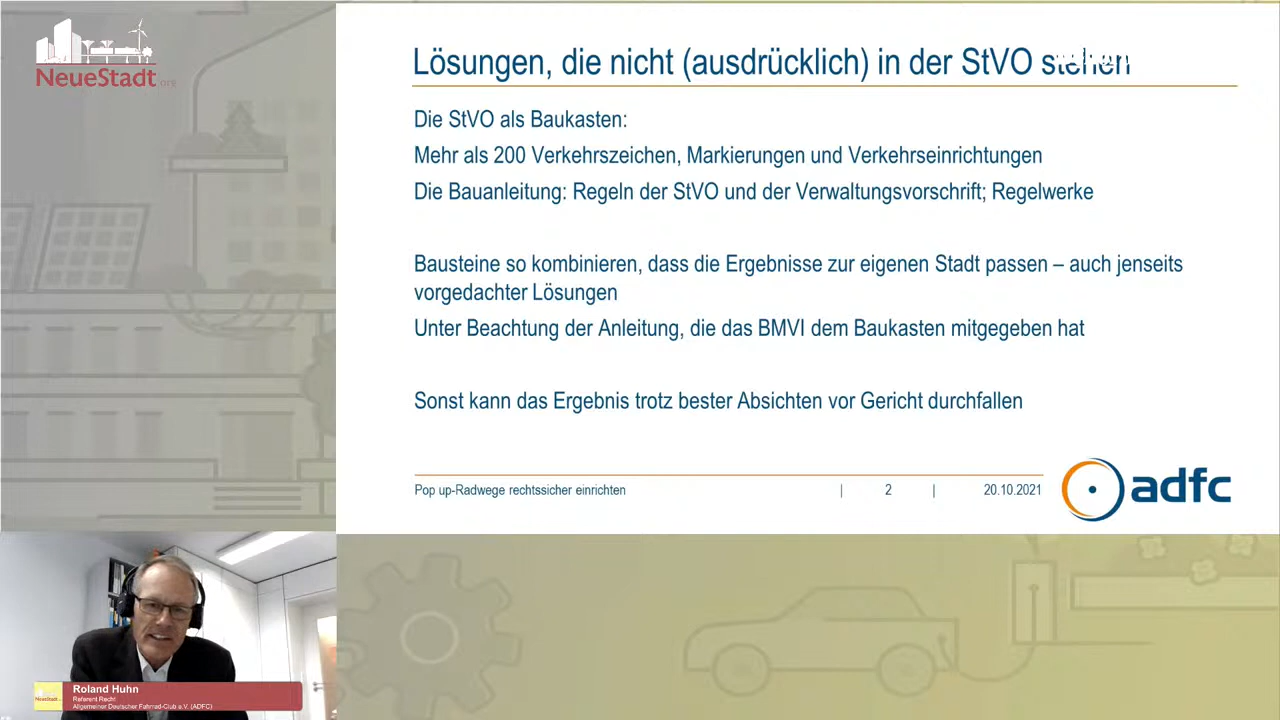 NEUESTADT.org
Lösungen, die nicht (ausdrücklich) in der StVO stehen
Die StVO als Baukasten:
Mehr als 200 Verkehrszeichen, Markierungen und Verkehrseinrichtungen
Die Bauanleitung: Regeln der StVO und der Verwaltungsvorschrift; Regelwerke
Bausteine so kombinieren, dass die Ergebnisse zur eigenen Stadt passen – auch jenseits
vorgedachter Lösungen
Unter Beachtung der Anleitung, die das BMVI dem Baukasten mitgegeben hat
Sonst kann das Ergebnis trotz bester Absichten vor Gericht durchfallen
Pop up-Radwege rechtssicher einrichten | 2 | 20.10.2021
adfc
Roland Huhn
Referent Recht
Allgemeiner Deutscher Fahrrad-Club e.V. (ADFC)